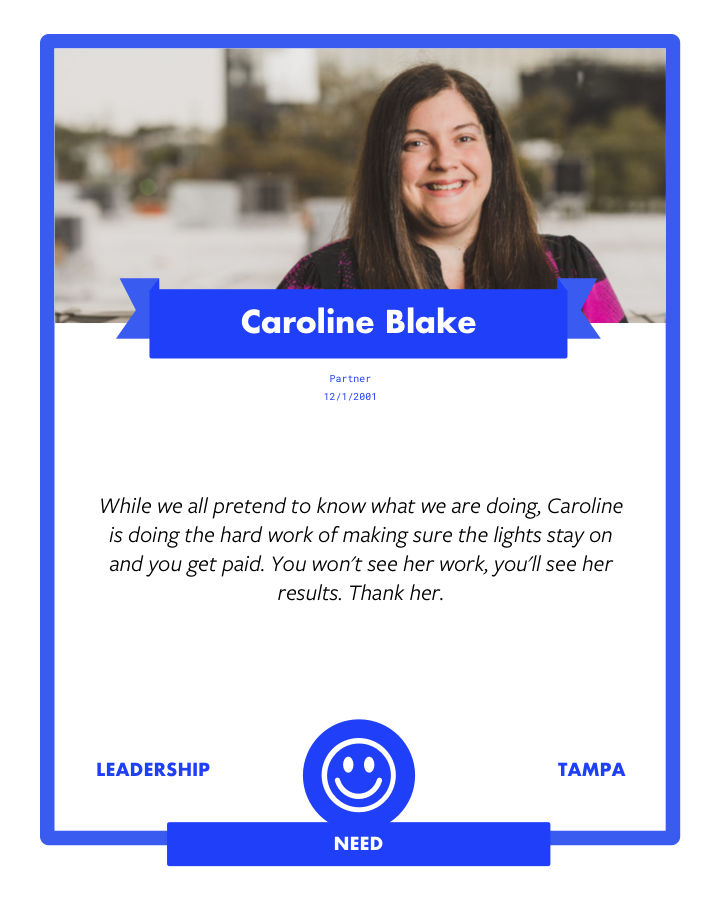 Caroline Blake
Partner
12/1/2001
While we all pretend to know what we are doing, Caroline
is doing the hard work of making sure the lights stay on
and you get paid. You won't see her work, you'll see her
results. Thank her.
LEADERSHIP
TAMPA
NEED